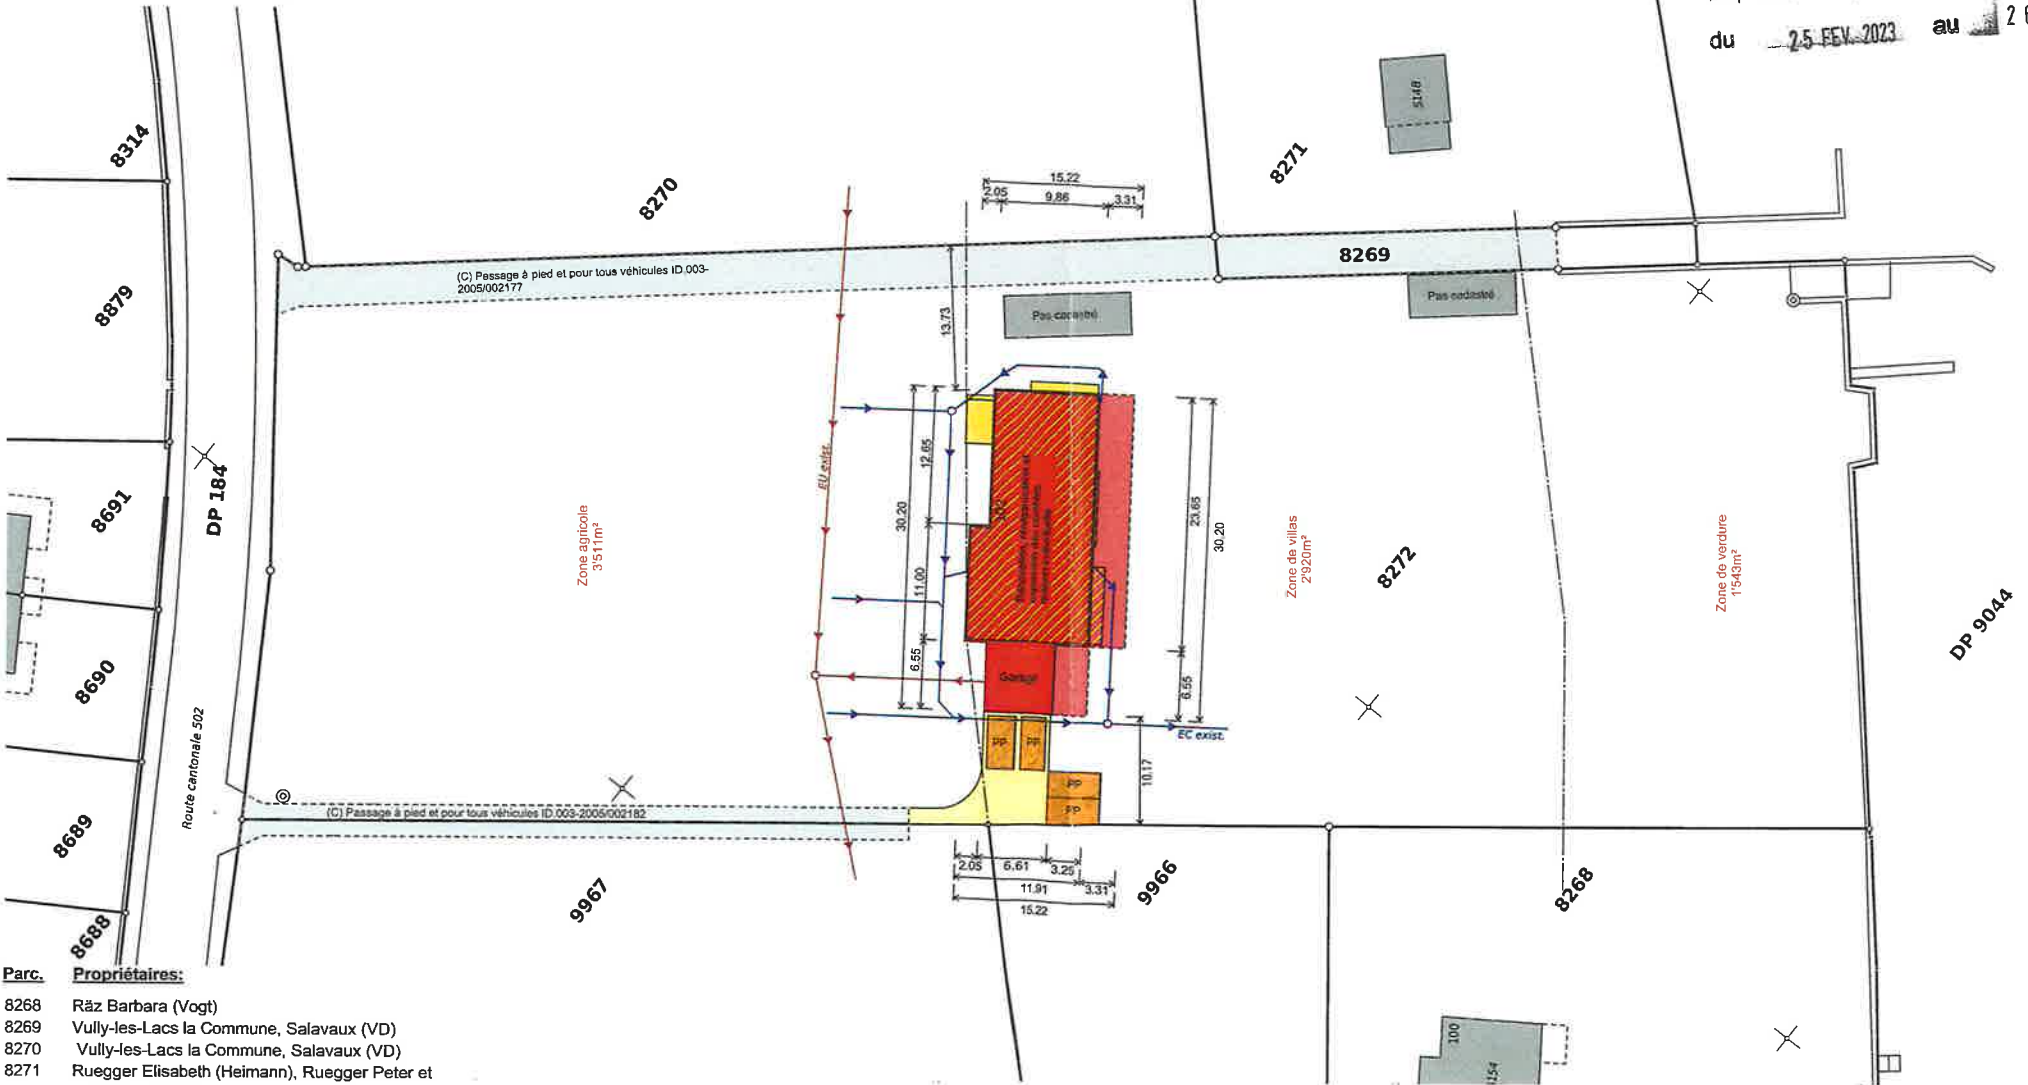 du 25 FEV. 2023 au
8314
8270
8271
5148
15.22
2.05 9.86 3.31
8269
(C) Passage à pied et pour tous véhicules ID.003-
2005/002177
8879
13.73
Pas cadastré
Pas cadastré
DP 184
8691
EU exist.
12.65
30.20
11.00
6.55
102
23.65
30.20
6.55
Zone agricole
3'511m²
Zone de villas
2'920m²
8272
Zone de verdure
1'543m²
DP 9044
8690
Garage
EC exist.
PP
PP
PP
PP
10.17
Route cantonale 502
(C) Passage à pied et pour tous véhicules ID.003-2005/002182
8689
2.05 6.61 3.25
11.91 3.31
15.22
9967
9966
8268
8688
100
Parc. Propriétaires:
8268 Räz Barbara (Vogt)
8269 Vully-les-Lacs la Commune, Salavaux (VD)
8270 Vully-les-Lacs la Commune, Salavaux (VD)
8271 Ruegger Elisabeth (Heimann), Ruegger Peter et